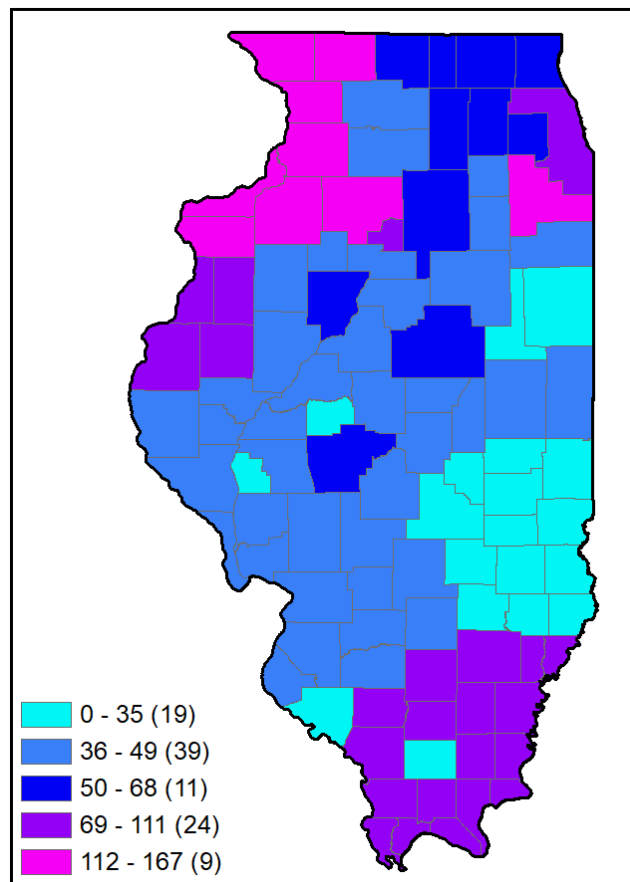 0 - 35 (19)
36 - 49 (39)
50 - 68 (11)
69 - 111 (24)
112 - 167 (9)